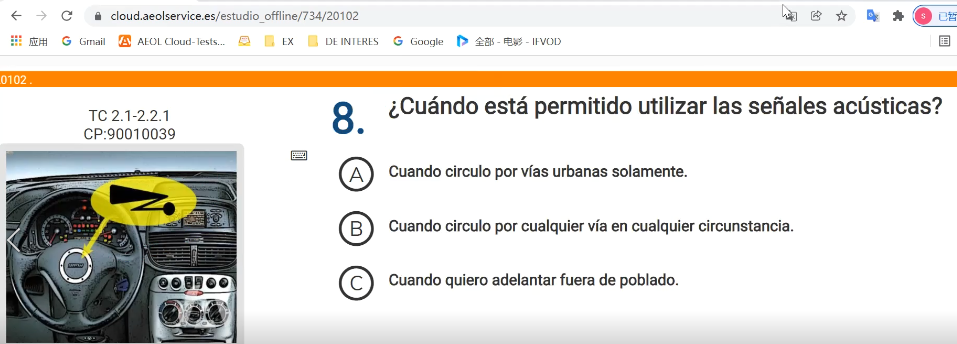 cloud.aeolservice.es/estudio_offline/734/20102
S
已暂
应用
Gmail
AEOL Cloud-Tests...
EX
DE INTERES
Google
全部 - 电影 - IFVOD
0102 .
TC 2.1-2.2.1
CP:90010039
8.
¿Cuándo está permitido utilizar las señales acústicas?
A
Cuando circulo por vías urbanas solamente.
B
Cuando circulo por cualquier vía en cualquier circunstancia.
C
Cuando quiero adelantar fuera de poblado.